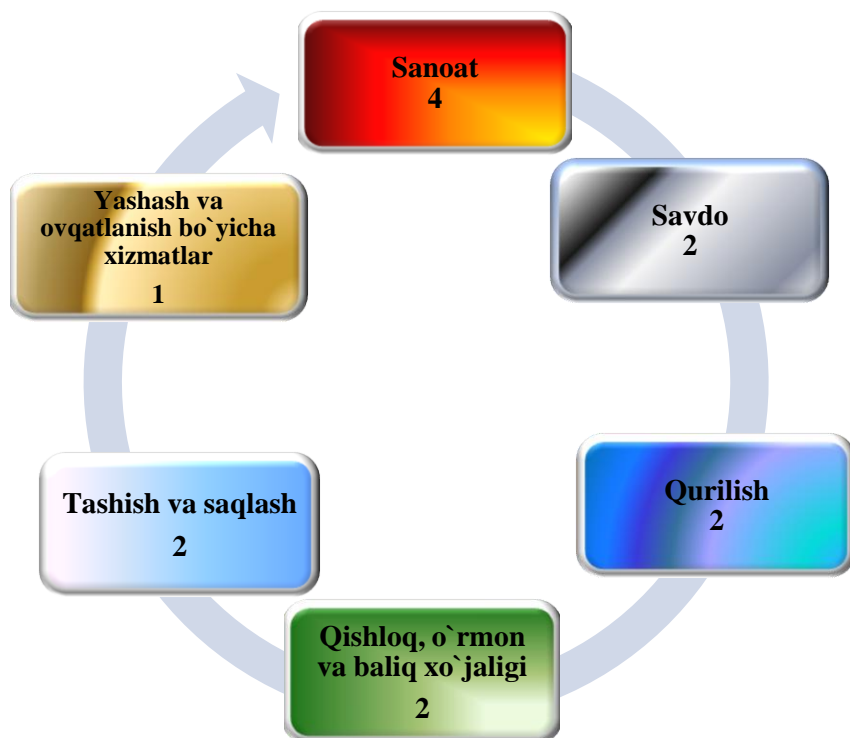 Sanoat
4
Savdo
2
Qurilish
2
Qishloq, o`rmon
va baliq xo`jaligi
2
Tashish va saqlash
2
Yashash va
ovqatlanish bo`yicha
xizmatlar
1